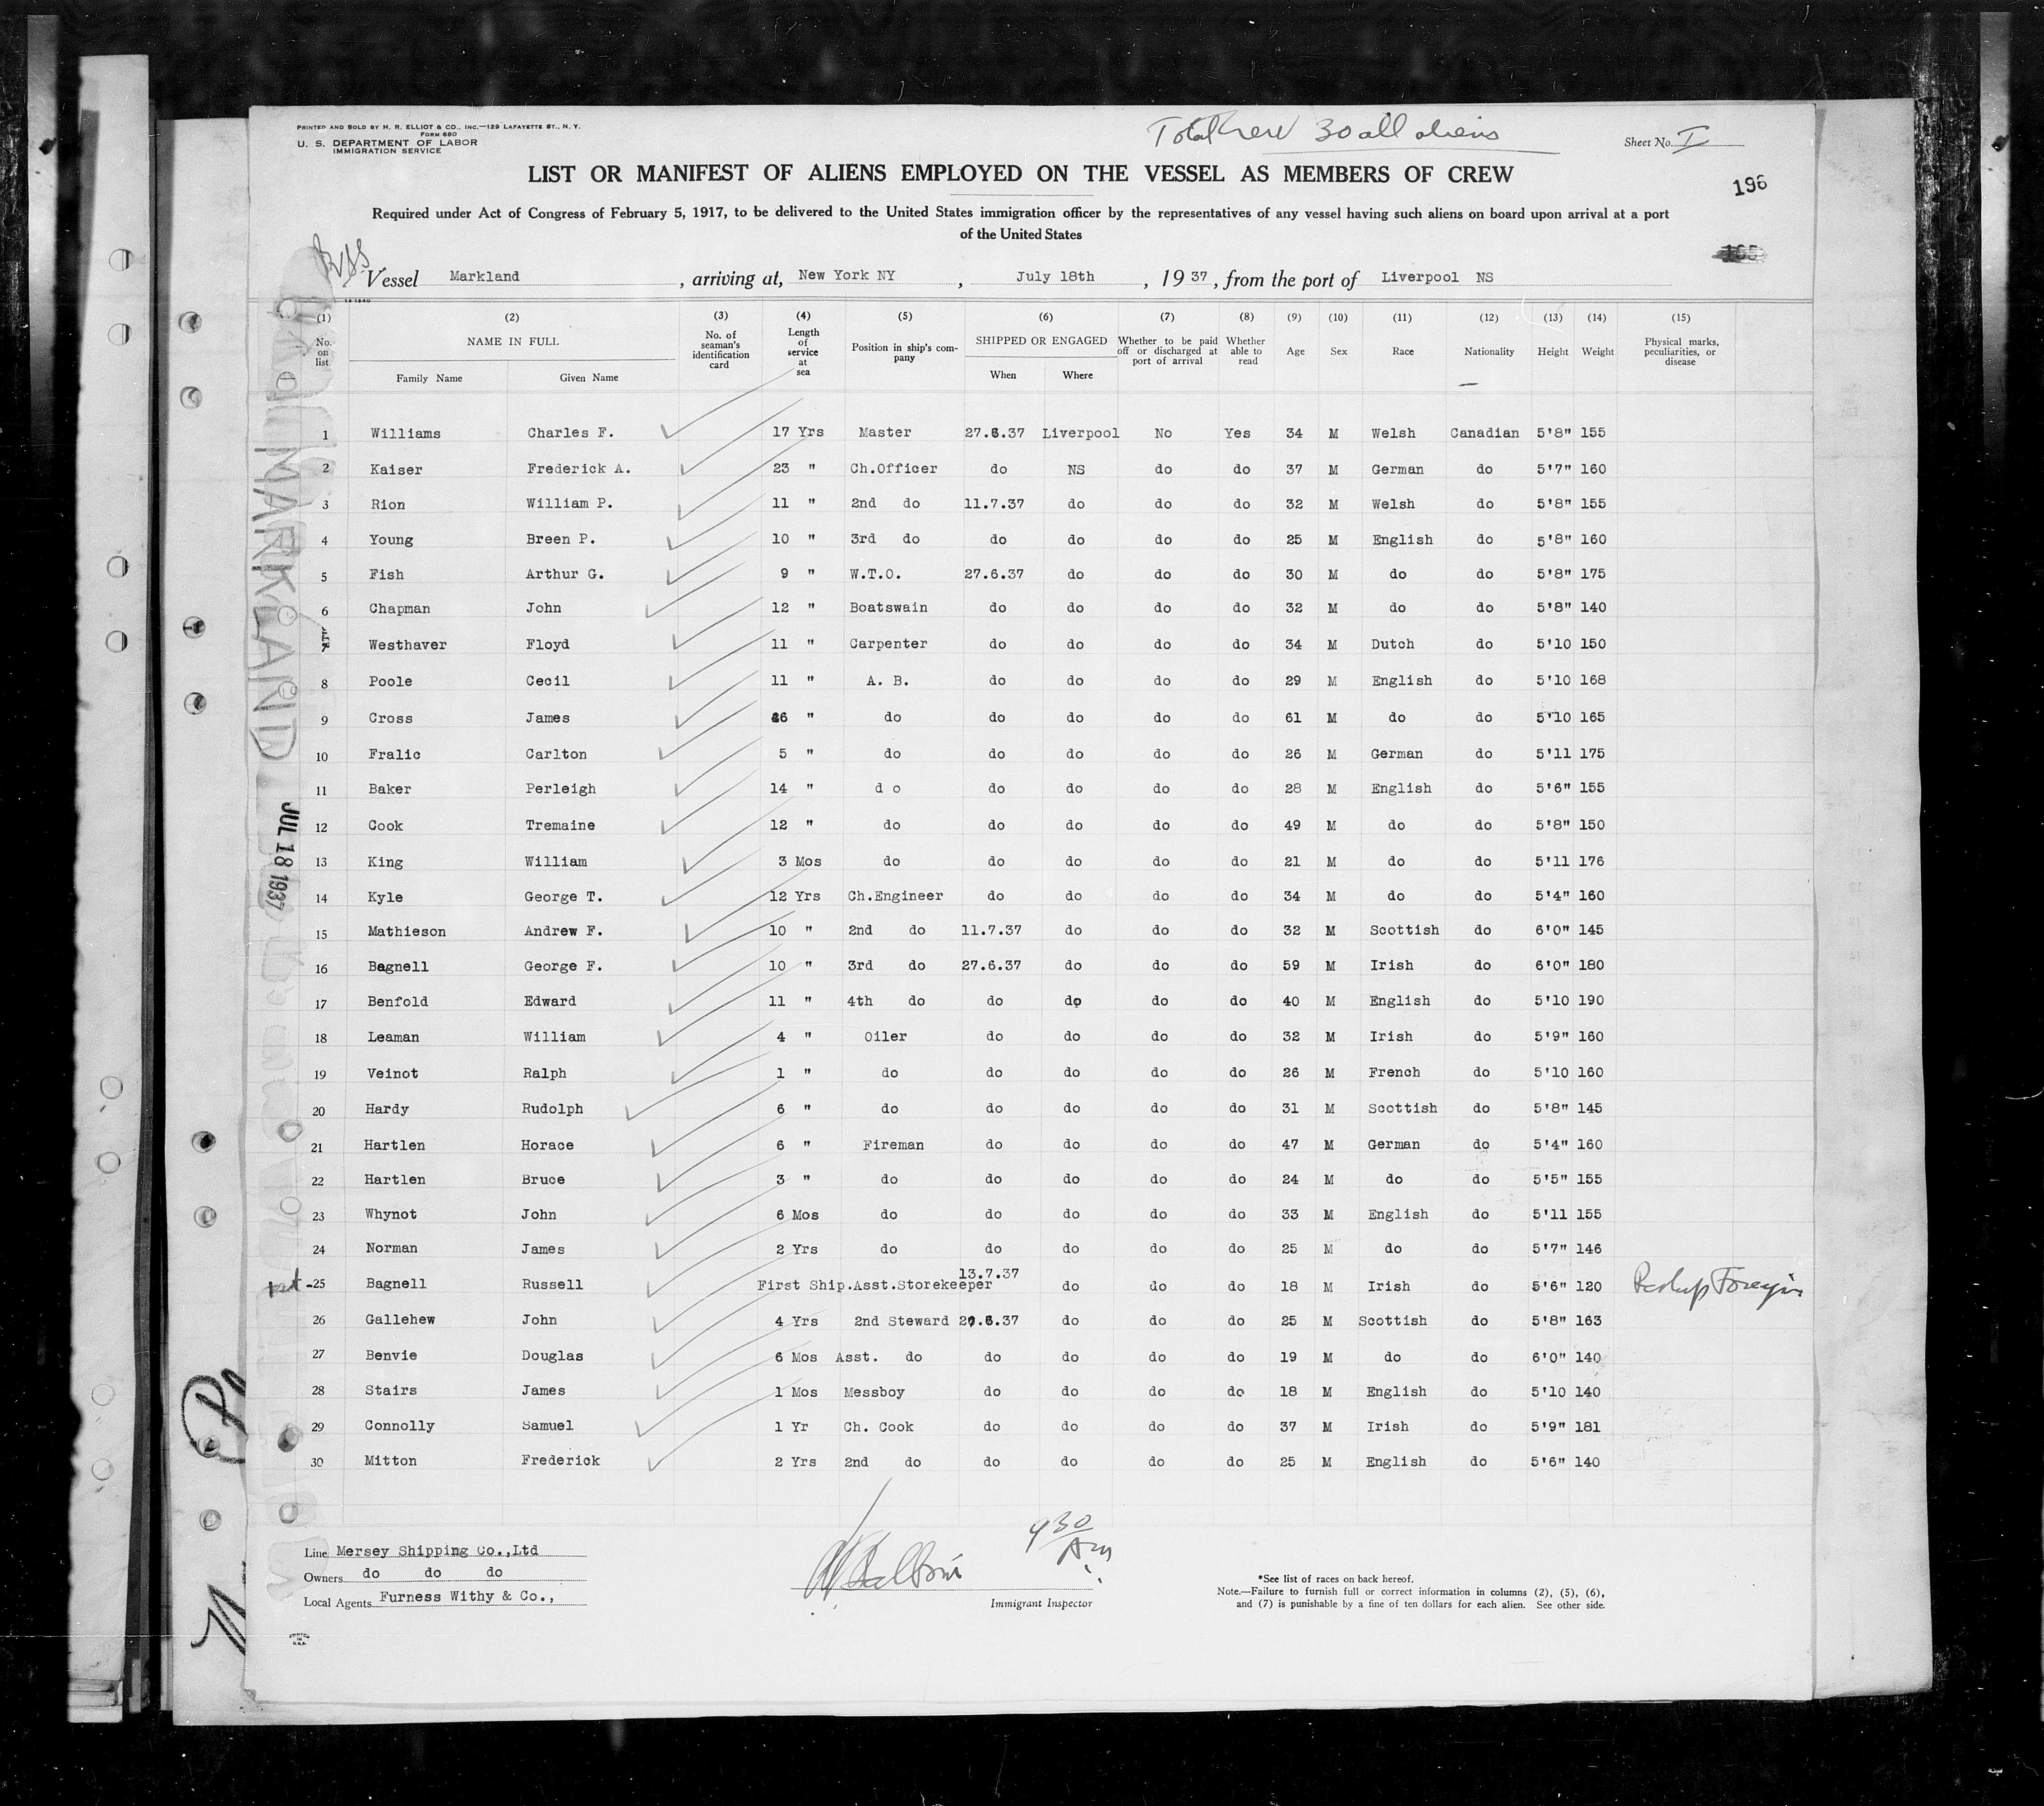 PRINTED AND SOLD BY H. R. ELLIOT & CO., INC.—129 LAFAYETTE ST., N. Y.
FORM 680
U. S. DEPARTMENT OF LABOR
IMMIGRATION SERVICE
Total Crew 30 all aliens
Sheet No. I
LIST OR MANIFEST OF ALIENS EMPLOYED ON THE VESSEL AS MEMBERS OF CREW
196
Required under Act of Congress of February 5, 1917, to be delivered to the United States immigration officer by the representatives of any vessel having such aliens on board upon arrival at a port
of the United States
Vessel Markland , arriving at, New York NY , July 18th , 1937 , from the port of Liverpool NS
(1) (2) (3) (4) (5) (6) (7) (8) (9) (10) (11) (12) (13) (14) (15)
No. on list NAME IN FULL Family Name Given Name No. of seaman's identification card Length of service at sea Position in ship's company SHIPPED OR ENGAGED When Where Whether to be paid off or discharged at port of arrival Whether able to read Age Sex Race Nationality Height Weight Physical marks, peculiarities, or disease
1 Williams Charles F. 17 Yrs Master 27.6.37 Liverpool No Yes 34 M Welsh Canadian 5'8" 155
2 Kaiser Frederick A. 23 " Ch.Officer do NS do do 37 M German do 5'7" 160
3 Rion William P. 11 " 2nd do 11.7.37 do do do 32 M Welsh do 5'8" 155
4 Young Breen P. 10 " 3rd do do do do do 25 M English do 5'8" 160
5 Fish Arthur G. 9 " W.T.O. 27.6.37 do do do 30 M do do 5'8" 175
6 Chapman John 12 " Boatswain do do do do 32 M do do 5'8" 140
7 Westhaver Floyd 11 " Carpenter do do do do 34 M Dutch do 5'10 150
8 Poole Cecil 11 " A. B. do do do do 29 M English do 5'10 168
9 Cross James 6 " do do do do do 61 M do do 5'10 165
10 Fralic Carlton 5 " do do do do do 26 M German do 5'11 175
11 Baker Perleigh 14 " d o do do do do 28 M English do 5'6" 155
12 Cook Tremaine 12 " do do do do do 49 M do do 5'8" 150
13 King William 3 Mos do do do do do 21 M do do 5'11 176
14 Kyle George T. 12 Yrs Ch.Engineer do do do do 34 M do do 5'4" 160
15 Mathieson Andrew F. 10 " 2nd do 11.7.37 do do do 32 M Scottish do 6'0" 145
16 Bagnell George F. 10 " 3rd do 27.6.37 do do do 59 M Irish do 6'0" 180
17 Benfold Edward 11 " 4th do do do do do 40 M English do 5'10 190
18 Leaman William 4 " Oiler do do do do 32 M Irish do 5'9" 160
19 Veinot Ralph 1 " do do do do do 26 M French do 5'10 160
20 Hardy Rudolph 6 " do do do do do 31 M Scottish do 5'8" 145
21 Hartlen Horace 6 " Fireman do do do do 47 M German do 5'4" 160
22 Hartlen Bruce 3 " do do do do do 24 M do do 5'5" 155
23 Whynot John 6 Mos do do do do do 33 M English do 5'11 155
24 Norman James 2 Yrs do do do do do 25 M do do 5'7" 146
1st -25 Bagnell Russell First Ship.Asst.Storekeeper 13.7.37 do do do 18 M Irish do 5'6" 120
26 Gallehew John 4 Yrs 2nd Steward 27.6.37 do do do 25 M Scottish do 5'8" 163
27 Benvie Douglas 6 Mos Asst. do do do do do 19 M do do 6'0" 140
28 Stairs James 1 Mos Messboy do do do do 18 M English do 5'10 140
29 Connolly Samuel 1 Yr Ch. Cook do do do do 37 M Irish do 5'9" 181
30 Mitton Frederick 2 Yrs 2nd do do do do do 25 M English do 5'6" 140
MARKLAND
JUL 18 1937
Line Mersey Shipping Co.,Ltd
Owners do do do
Local Agents Furness Withy & Co.,
9 30 Am
Immigrant Inspector
*See list of races on back hereof.
Note.—Failure to furnish full or correct information in columns (2), (5), (6),
and (7) is punishable by a fine of ten dollars for each alien. See other side.